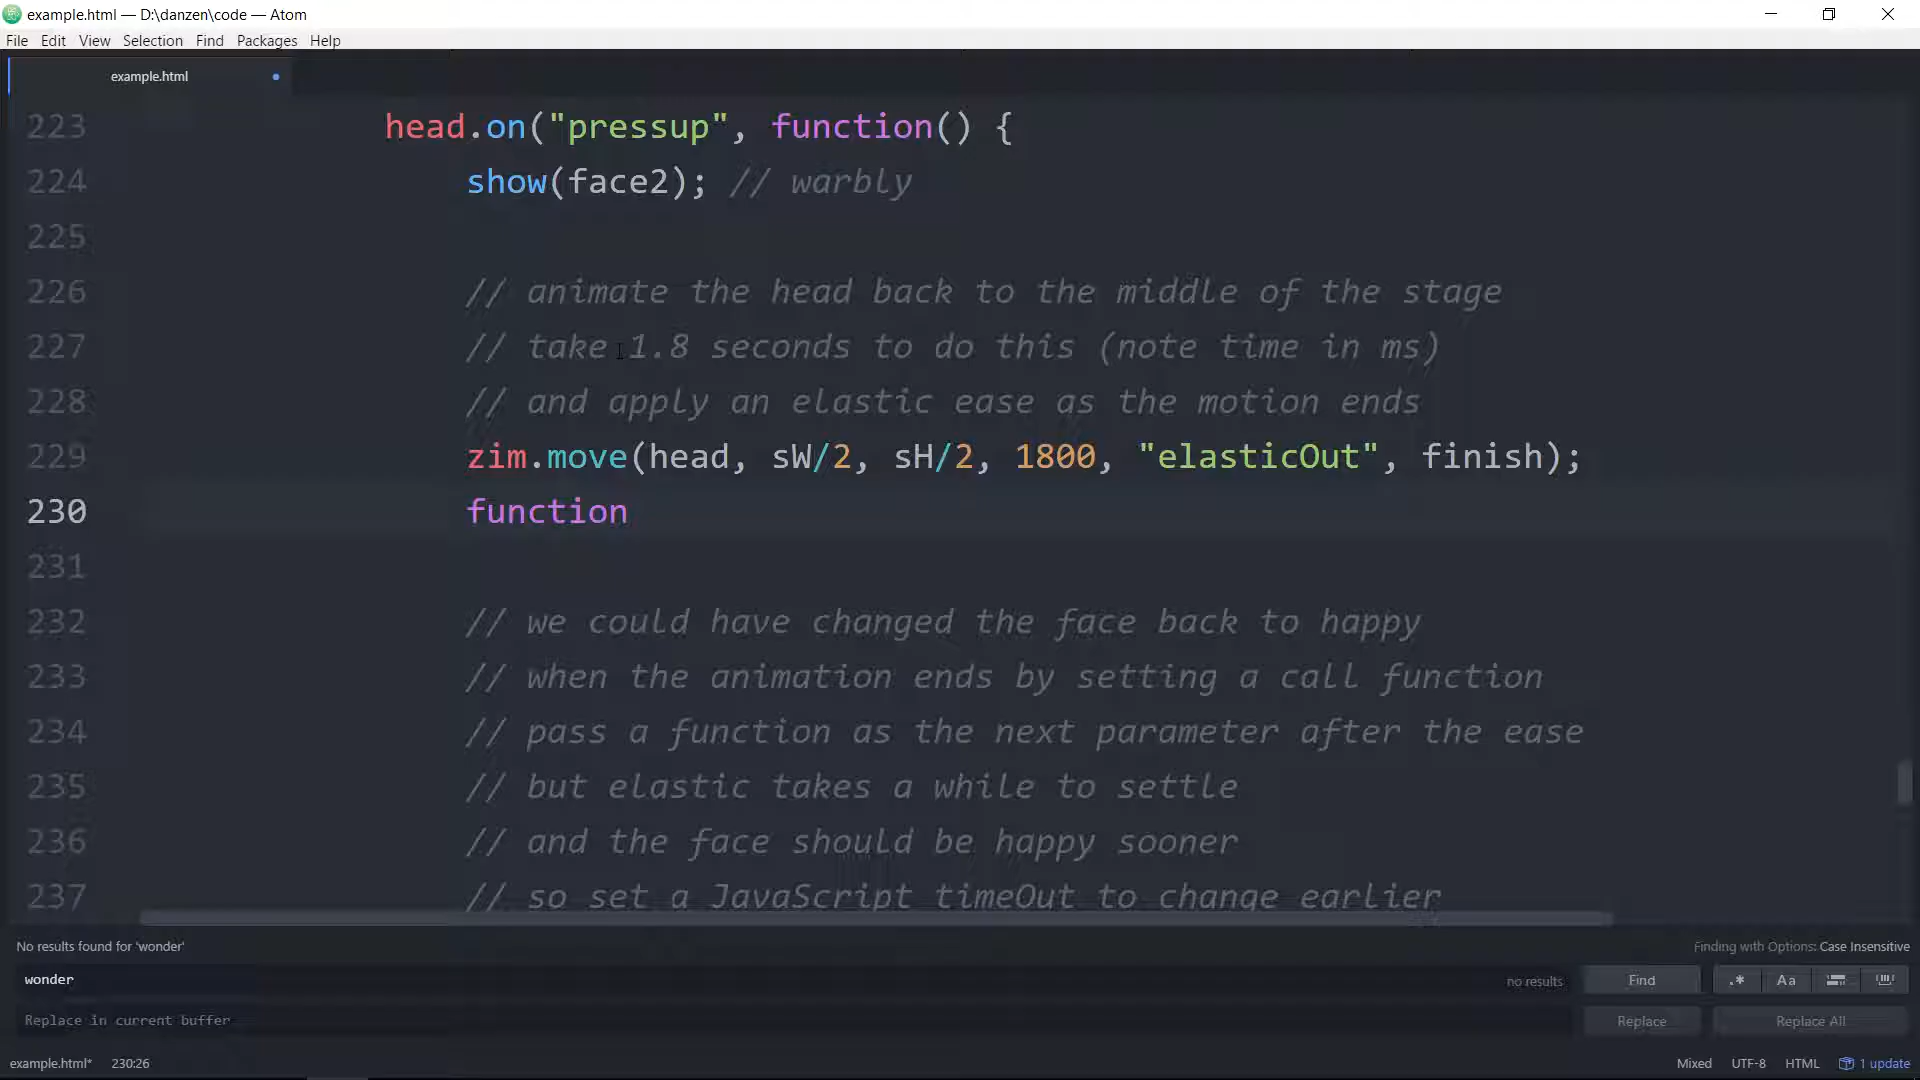 example.html — D:\danzen\code — Atom
File Edit View Selection Find Packages Help
example.html
223 head.on("pressup", function() {
224 show(face2); // warbly
225
226 // animate the head back to the middle of the stage
227 // take 1.8 seconds to do this (note time in ms)
228 // and apply an elastic ease as the motion ends
229 zim.move(head, sW/2, sH/2, 1800, "elasticOut", finish);
230 function
231
232 // we could have changed the face back to happy
233 // when the animation ends by setting a call function
234 // pass a function as the next parameter after the ease
235 // but elastic takes a while to settle
236 // and the face should be happy sooner
237 // so set a JavaScript timeOut to change earlier
No results found for 'wonder' Finding with Options: Case Insensitive
wonder no results Find .* Aa
Replace in current buffer Replace Replace All
example.html* 230:26 Mixed UTF-8 HTML 1 update